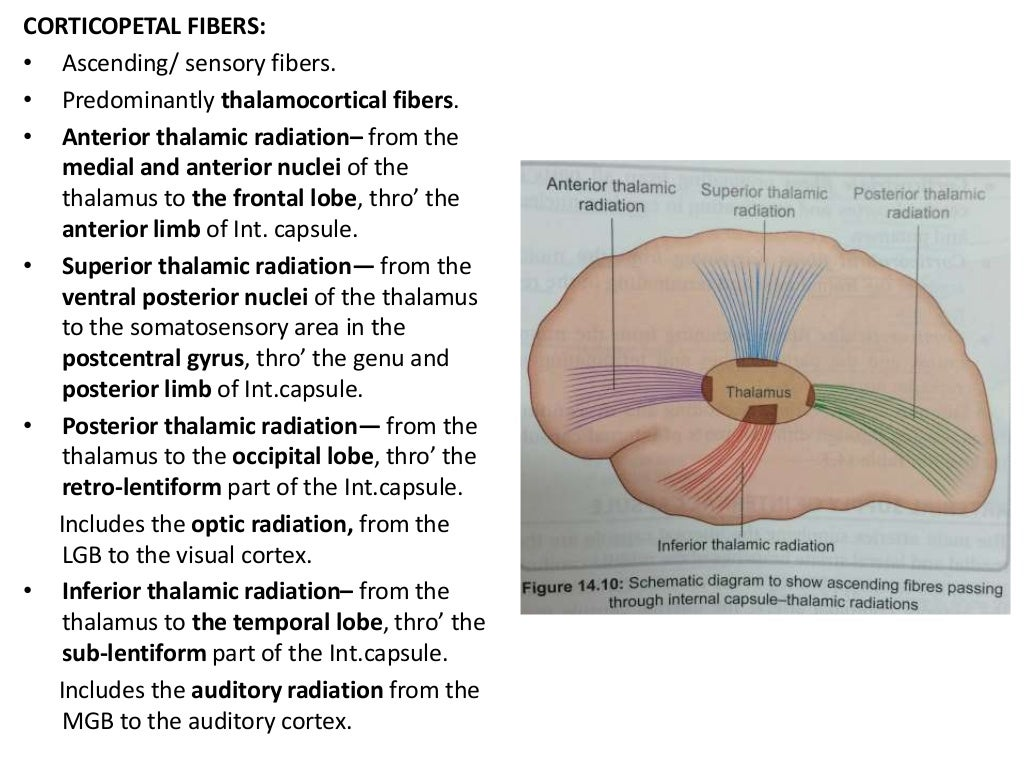 CORTICOPETAL FIBERS:
• Ascending/ sensory fibers.
• Predominantly thalamocortical fibers.
• Anterior thalamic radiation– from the
medial and anterior nuclei of the
thalamus to the frontal lobe, thro’ the
anterior limb of Int. capsule.
• Superior thalamic radiation— from the
ventral posterior nuclei of the thalamus
to the somatosensory area in the
postcentral gyrus, thro’ the genu and
posterior limb of Int.capsule.
• Posterior thalamic radiation— from the
thalamus to the occipital lobe, thro’ the
retro-lentiform part of the Int.capsule.
Includes the optic radiation, from the
LGB to the visual cortex.
• Inferior thalamic radiation– from the
thalamus to the temporal lobe, thro’ the
sub-lentiform part of the Int.capsule.
Includes the auditory radiation from the
MGB to the auditory cortex.
Anterior thalamic
radiation
Superior thalamic
radiation
Posterior thalamic
radiation
Thalamus
Inferior thalamic radiation
Figure 14.10: Schematic diagram to show ascending fibres passing
through internal capsule–thalamic radiations